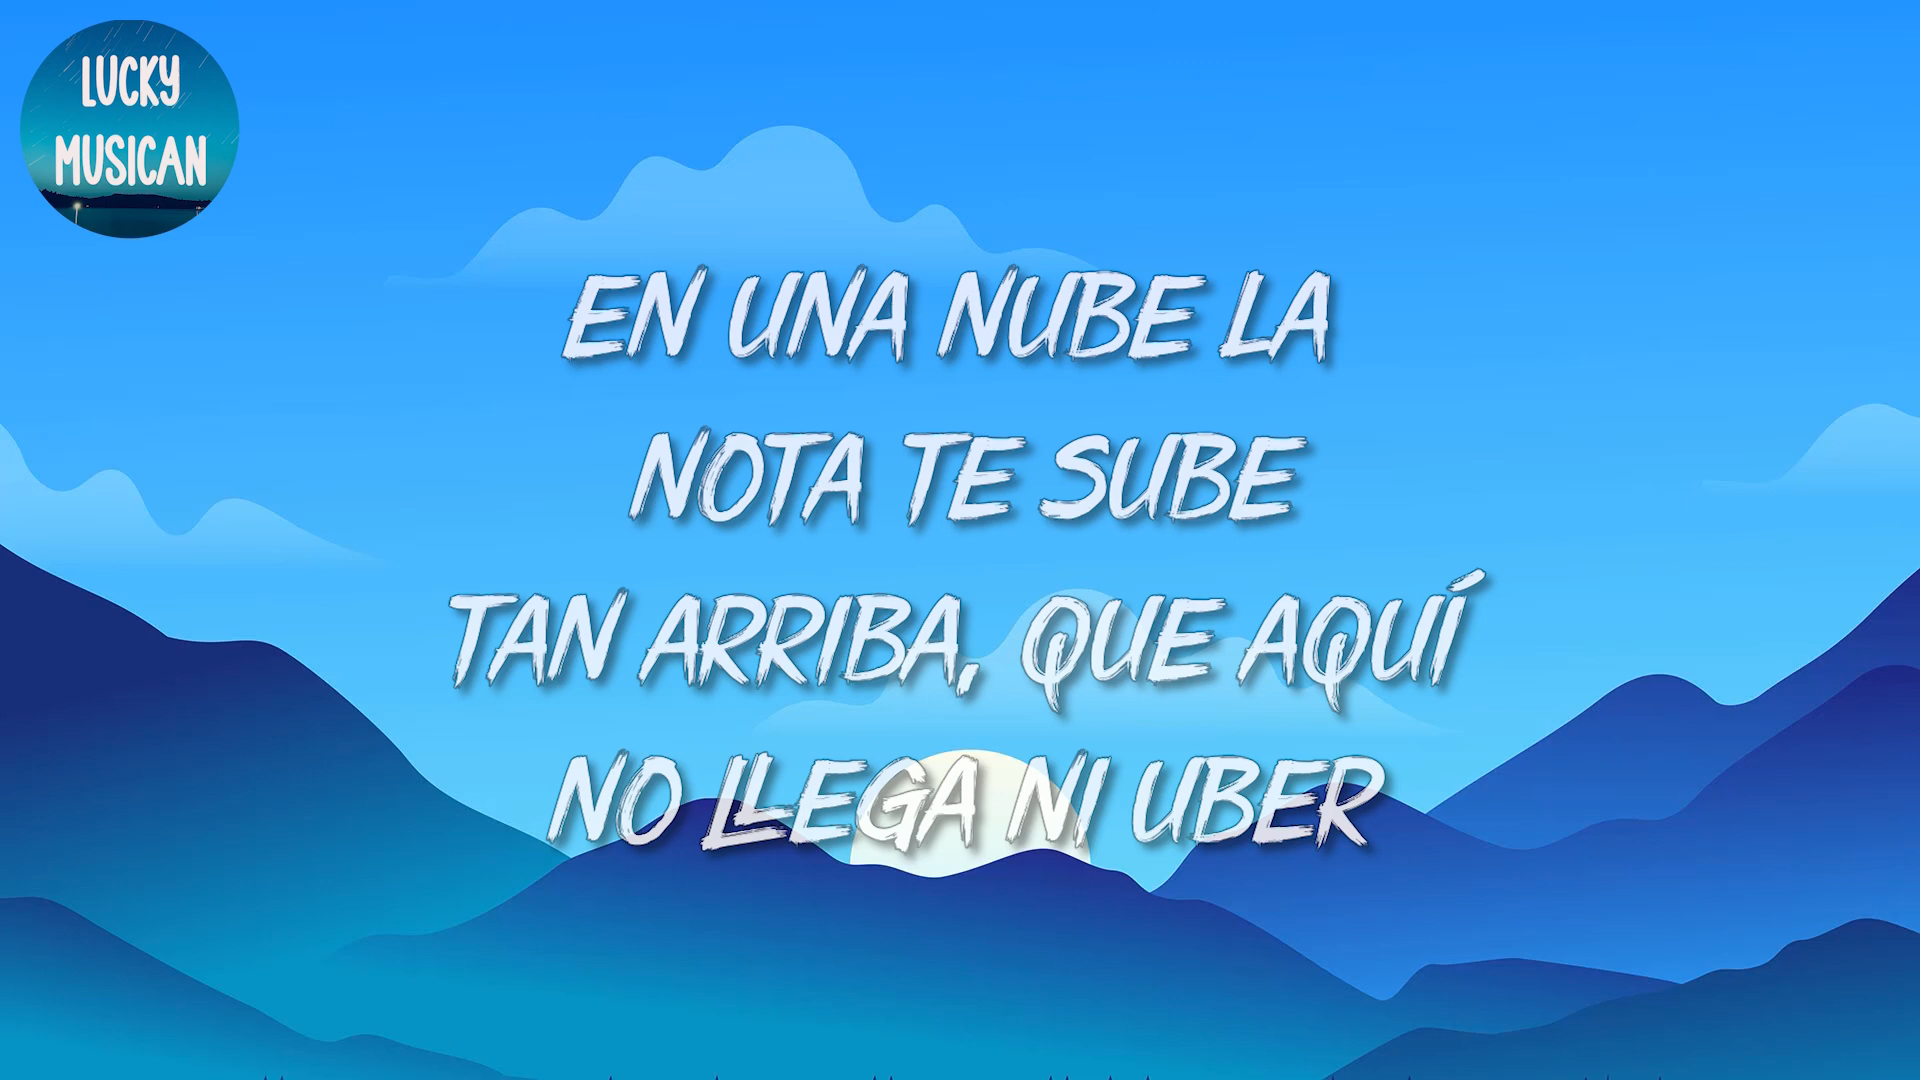 LUCKY
MUSICAN
EN UNA NUBE LA
NOTA TE SUBE
TAN ARRIBA, QUE AQUÍ
NO LLEGA NI UBER